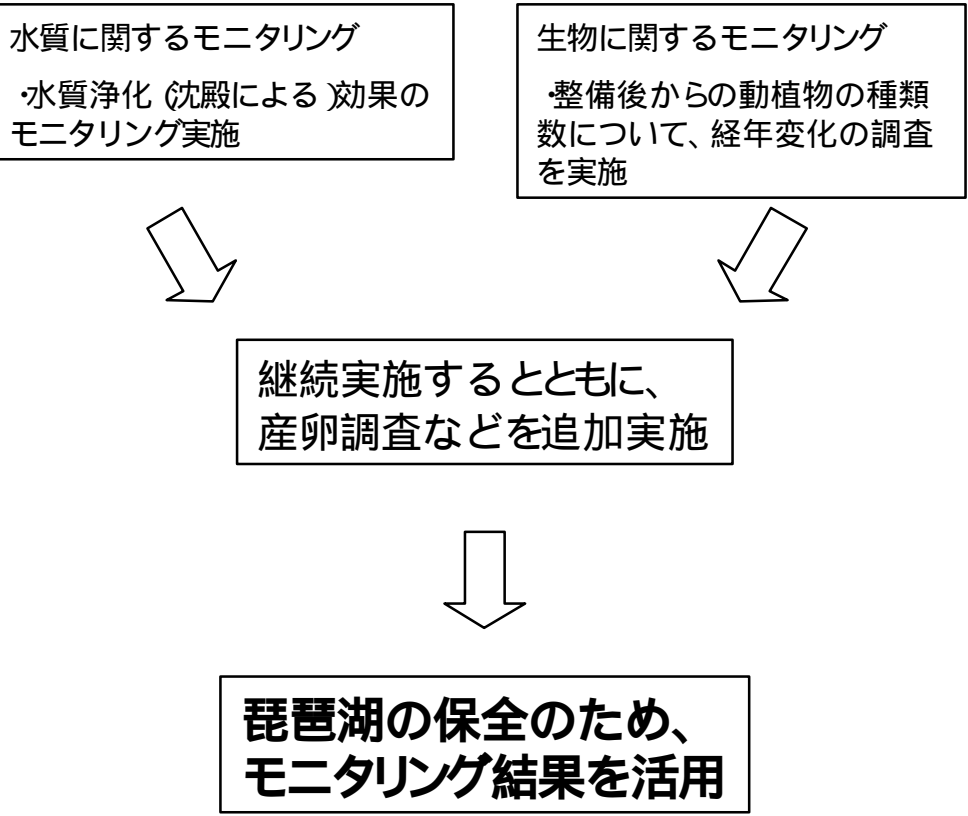 水質に関するモニタリング
・水質浄化(沈殿による)効果の
モニタリング実施
生物に関するモニタリング
・整備後からの動植物の種類
数について、経年変化の調査
を実施
継続実施するとともに、
産卵調査などを追加実施
琵琶湖の保全のため、
モニタリング結果を活用